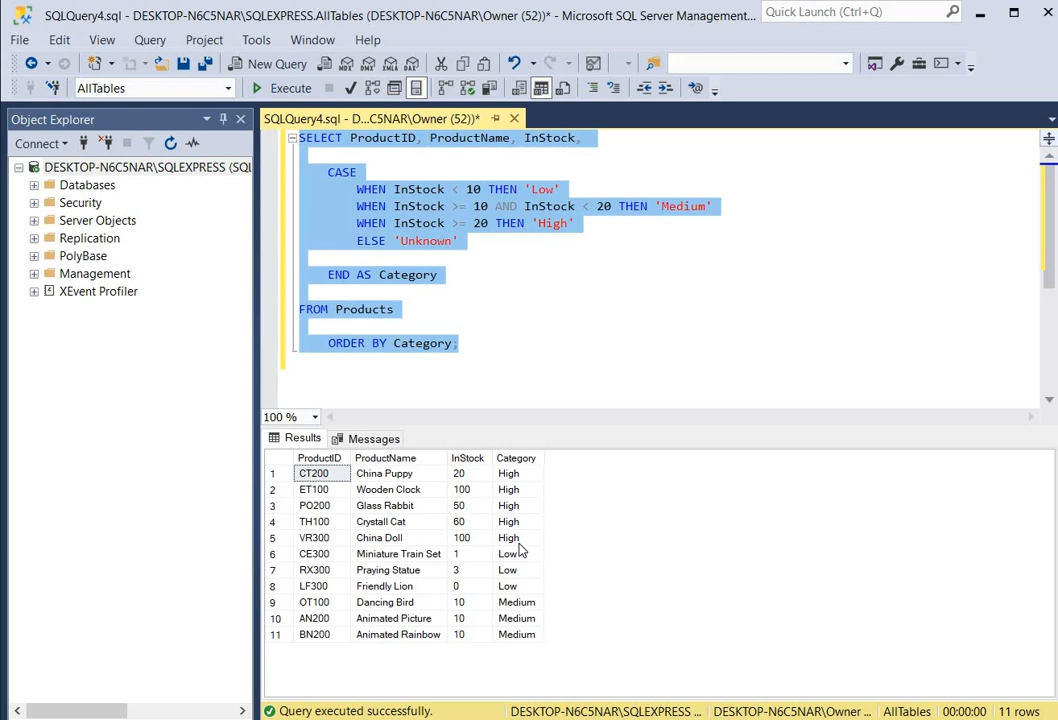 SQLQuery4.sql - DESKTOP-N6C5NAR\SQLEXPRESS.AllTables (DESKTOP-N6C5NAR\Owner (52))* - Microsoft SQL Server Management...
Quick Launch (Ctrl+Q)
File Edit View Query Project Tools Window Help
New Query MDX DMX XMLA DAX
AllTables Execute
Object Explorer
SQLQuery4.sql - D...C5NAR\Owner (52))*
Connect
DESKTOP-N6C5NAR\SQLEXPRESS (SQL
Databases
Security
Server Objects
Replication
PolyBase
Management
XEvent Profiler
SELECT ProductID, ProductName, InStock,
CASE
WHEN InStock < 10 THEN 'Low'
WHEN InStock >= 10 AND InStock < 20 THEN 'Medium'
WHEN InStock >= 20 THEN 'High'
ELSE 'Unknown'
END AS Category
FROM Products
ORDER BY Category;
100 %
Results Messages
ProductID ProductName InStock Category
1 CT200 China Puppy 20 High
2 ET100 Wooden Clock 100 High
3 PO200 Glass Rabbit 50 High
4 TH100 Crystall Cat 60 High
5 VR300 China Doll 100 High
6 CE300 Miniature Train Set 1 Low
7 RX300 Praying Statue 3 Low
8 LF300 Friendly Lion 0 Low
9 OT100 Dancing Bird 10 Medium
10 AN200 Animated Picture 10 Medium
11 BN200 Animated Rainbow 10 Medium
Query executed successfully. DESKTOP-N6C5NAR\SQLEXPRESS ... DESKTOP-N6C5NAR\Owner ... AllTables 00:00:00 11 rows